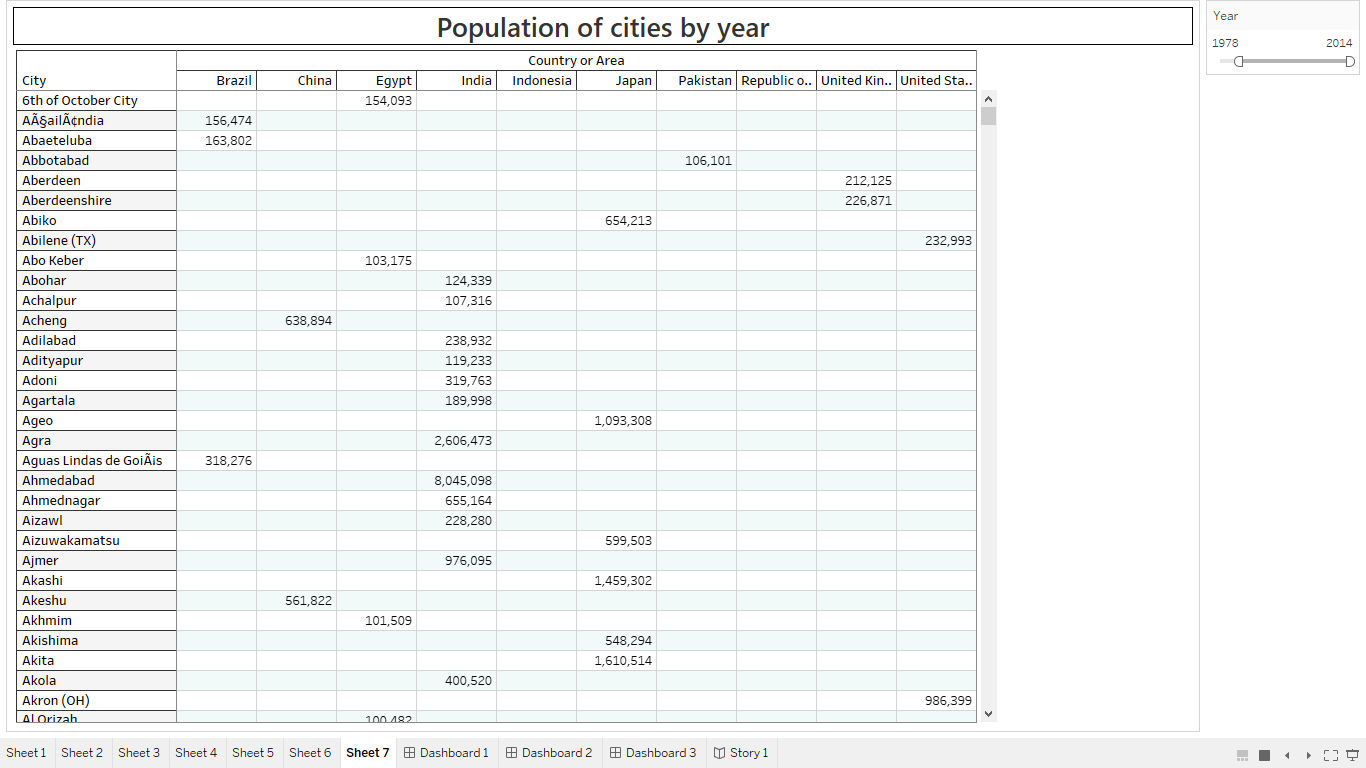 Population of cities by year
Year
1978 2014
Country or Area
City Brazil China Egypt India Indonesia Japan Pakistan Republic o.. United Kin.. United Sta..
6th of October City 154,093
AÃ§ailÃ¢ndia 156,474
Abaeteluba 163,802
Abbotabad 106,101
Aberdeen 212,125
Aberdeenshire 226,871
Abiko 654,213
Abilene (TX) 232,993
Abo Keber 103,175
Abohar 124,339
Achalpur 107,316
Acheng 638,894
Adilabad 238,932
Adityapur 119,233
Adoni 319,763
Agartala 189,998
Ageo 1,093,308
Agra 2,606,473
Aguas Lindas de GoiÃis 318,276
Ahmedabad 8,045,098
Ahmednagar 655,164
Aizawl 228,280
Aizuwakamatsu 599,503
Ajmer 976,095
Akashi 1,459,302
Akeshu 561,822
Akhmim 101,509
Akishima 548,294
Akita 1,610,514
Akola 400,520
Akron (OH) 986,399
Al Orizah 100,482
Sheet 1 Sheet 2 Sheet 3 Sheet 4 Sheet 5 Sheet 6 Sheet 7 Dashboard 1 Dashboard 2 Dashboard 3 Story 1